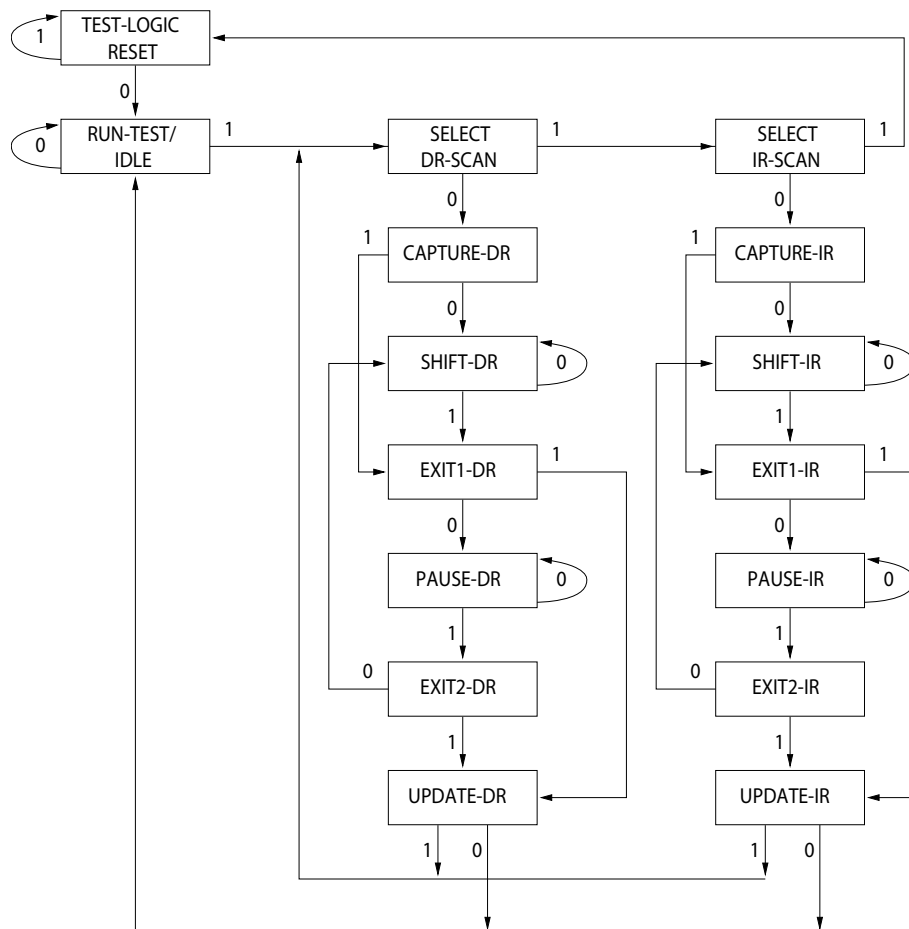 TEST-LOGIC
RESET
1
0
RUN-TEST/
IDLE
0
1
SELECT
DR-SCAN
1
SELECT
IR-SCAN
1
0
0
1
CAPTURE-DR
1
CAPTURE-IR
0
0
SHIFT-DR
0
SHIFT-IR
0
1
1
EXIT1-DR
1
EXIT1-IR
1
0
0
PAUSE-DR
0
PAUSE-IR
0
1
1
0
EXIT2-DR
0
EXIT2-IR
1
1
UPDATE-DR
UPDATE-IR
1
0
1
0